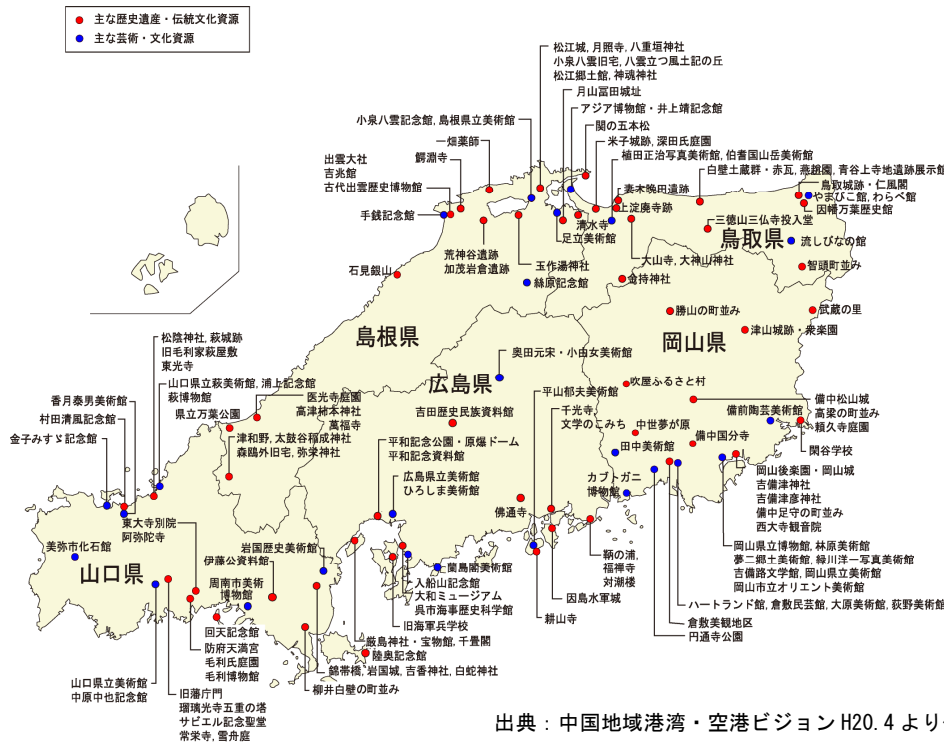 主な歴史遺産・伝統文化資源
主な芸術・文化資源
松江城, 月照寺, 八重垣神社
小泉八雲旧宅, 八雲立つ風土記の丘
松江郷土館, 神魂神社
月山冨田城址
アジア博物館・井上靖記念館
小泉八雲記念館, 島根県立美術館
関の五本松
一畑薬師
米子城跡, 深田氏庭園
植田正治写真美術館, 伯耆国山岳美術館
出雲大社
吉兆館
古代出雲歴史博物館
鰐淵寺
白壁土蔵群・赤瓦, 燕趙園, 青谷上寺地遺跡展示館
鳥取城跡・仁風閣
やまびこ館, わらべ館
因幡万葉歴史館
妻木晩田遺跡
上淀廃寺跡
手銭記念館
清水寺
足立美術館
三徳山三仏寺投入堂
鳥取県
流しびなの館
荒神谷遺跡
加茂岩倉遺跡
玉作湯神社
大山寺, 大神山神社
智頭町並み
石見銀山
絲原記念館
金持神社
勝山の町並み
武蔵の里
島根県
津山城跡・衆楽園
岡山県
松陰神社, 萩城跡
旧毛利家萩屋敷
東光寺
奥田元宋・小由女美術館
広島県
山口県立萩美術館, 浦上記念館
萩博物館
医光寺庭園
高津柿本神社
萬福寺
平山郁夫美術館
吹屋ふるさと村
備中松山城
高梁の町並み
頼久寺庭園
香月泰男美術館
村田清風記念館
金子みすゞ記念館
県立万葉公園
吉田歴史民族資料館
千光寺
文学のこみち
中世夢が原
備前陶芸美術館
備中国分寺
閑谷学校
津和野, 太鼓谷稲成神社
森鴎外旧宅, 弥栄神社
平和記念公園・原爆ドーム
平和記念資料館
田中美術館
広島県立美術館
ひろしま美術館
カブトガニ
博物館
岡山後楽園・岡山城
吉備津神社
吉備津彦神社
備中足守の町並み
西大寺観音院
佛通寺
東大寺別院
阿弥陀寺
美弥市化石館
岩国歴史美術館
伊藤公資料館
山口県
周南市美術
博物館
蘭島閣美術館
鞆の浦,
福禅寺
対潮楼
岡山県立博物館, 林原美術館
夢二郷土美術館, 緑川洋一写真美術館
吉備路文学館, 岡山県立美術館
岡山市立オリエント美術館
入船山記念館
大和ミュージアム
呉市海事歴史科学館
因島水軍城
ハートランド館, 倉敷民芸館, 大原美術館, 荻野美術館
耕山寺
倉敷美観地区
円通寺公園
旧海軍兵学校
回天記念館
厳島神社・宝物館, 千畳閣
防府天満宮
毛利氏庭園
毛利博物館
陸奥記念館
錦帯橋, 岩国城, 吉香神社, 白蛇神社
山口県立美術館
中原中也記念館
柳井白壁の町並み
旧藩庁門
瑠璃光寺五重の塔
サビエル記念聖堂
常栄寺, 雪舟庭
出典：中国地域港湾・空港ビジョンH20.4より